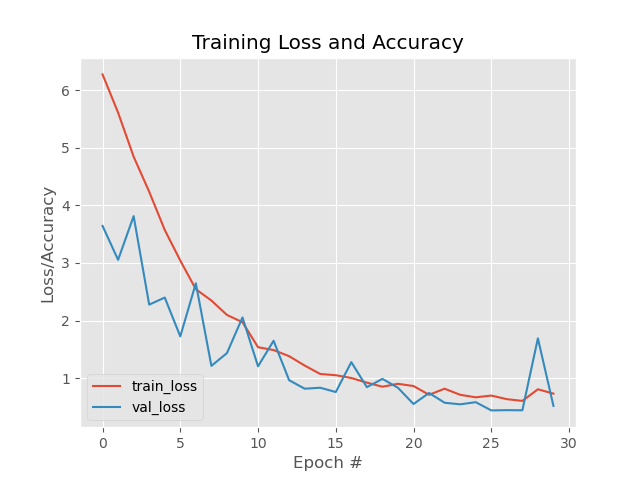 Training Loss and Accuracy
Loss/Accuracy
6
5
4
3
2
1
train_loss
val_loss
0 5 10 15 20 25 30
Epoch #